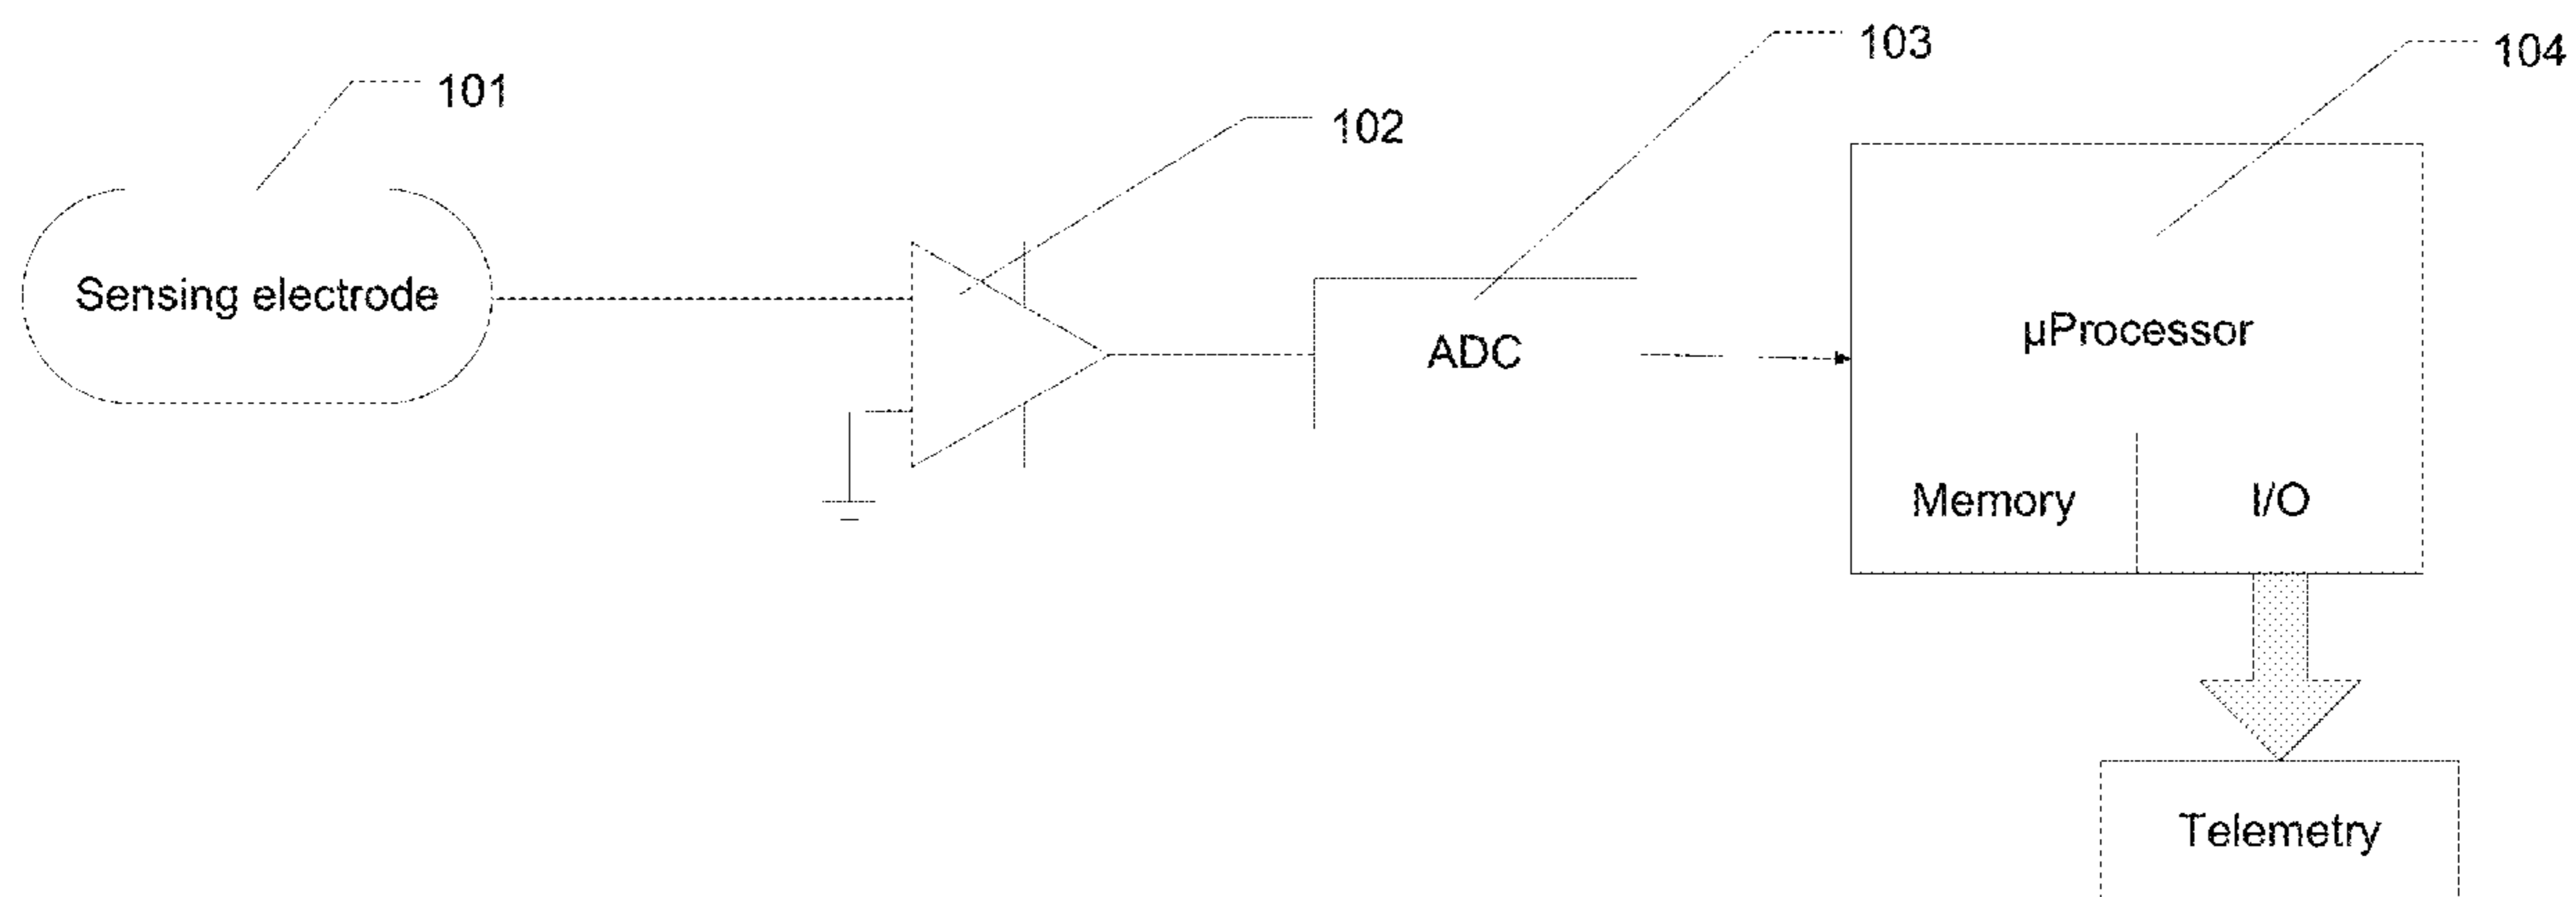 101
102
103
104
Sensing electrode
ADC
µProcessor
Memory
I/O
Telemetry